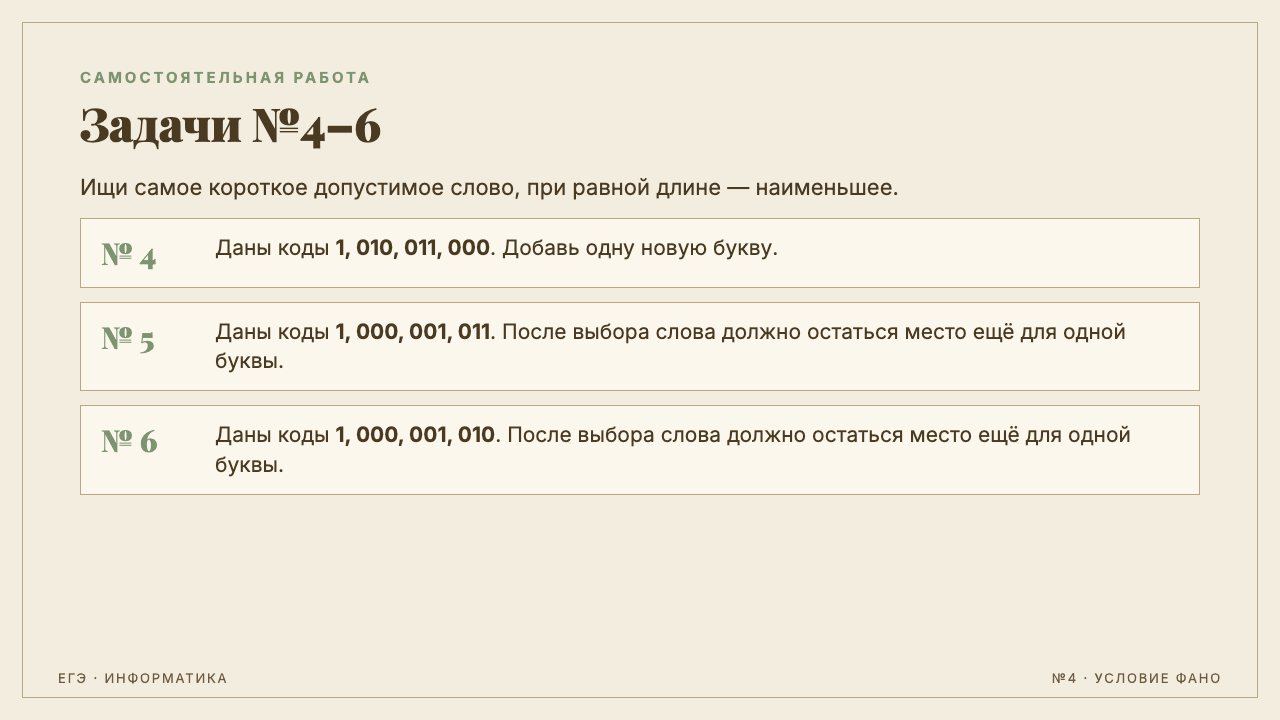 САМОСТОЯТЕЛЬНАЯ РАБОТА
Задачи №4–6
Ищи самое короткое допустимое слово, при равной длине — наименьшее.
№ 4
Даны коды 1, 010, 011, 000. Добавь одну новую букву.
№ 5
Даны коды 1, 000, 001, 011. После выбора слова должно остаться место ещё для одной
буквы.
№ 6
Даны коды 1, 000, 001, 010. После выбора слова должно остаться место ещё для одной
буквы.
ЕГЭ · ИНФОРМАТИКА
№4 · УСЛОВИЕ ФАНО